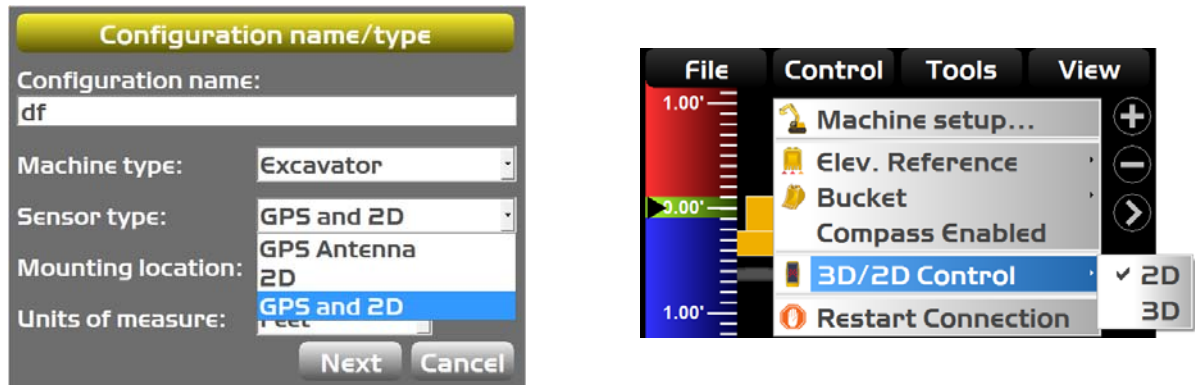 Configuration name/type
Configuration name:
df
Machine type: Excavator
Sensor type: GPS and 2D
GPS Antenna
Mounting location: 2D
GPS and 2D
Units of measure: Feet
Next Cancel
File Control Tools View
1.00'
Machine setup...
Elev. Reference
Bucket
0.00'
Compass Enabled
3D/2D Control
2D
3D
1.00'
Restart Connection